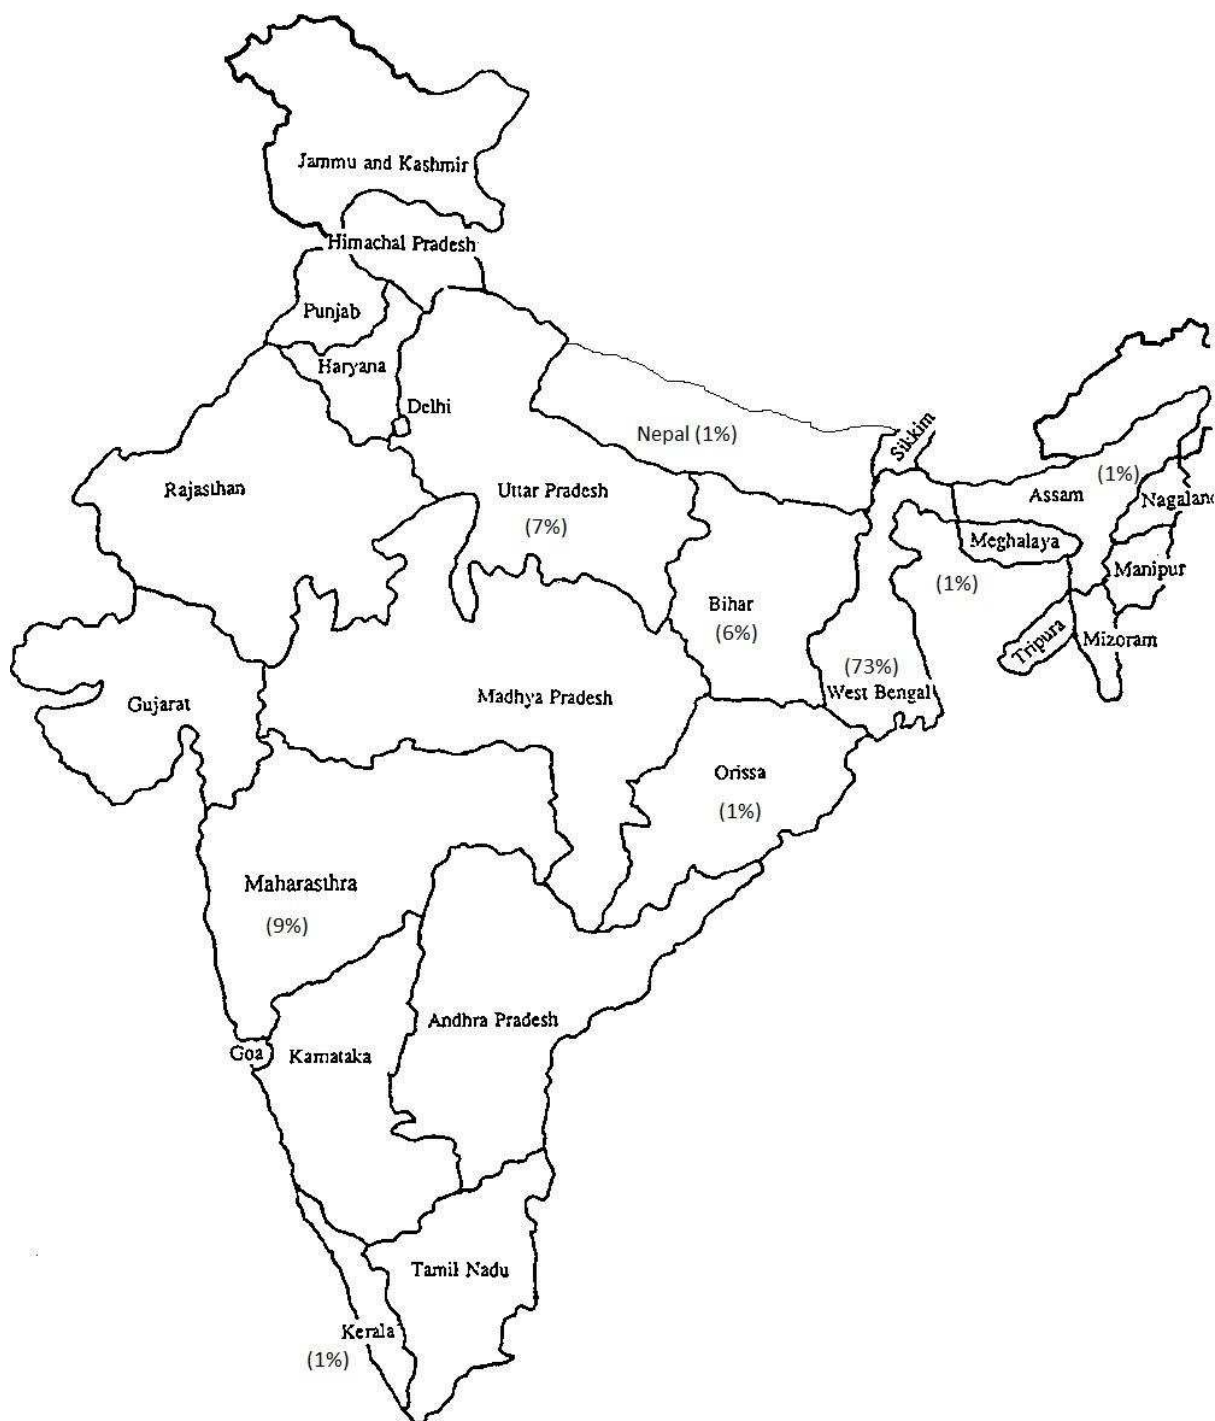 Jammu and Kashmir
Himachal Pradesh
Punjab
Haryana
Delhi
Sikkim
Nepal (1%)
(1%)
Rajasthan
Uttar Pradesh
Assam
Nagaland
(7%)
Meghalaya
Manipur
(1%)
Bihar
(6%)
Tripura
Mizoram
(73%)
West Bengal
Madhya Pradesh
Gujarat
Orissa
(1%)
Maharasthra
(9%)
Andhra Pradesh
Goa
Karnataka
Tamil Nadu
Kerala
(1%)